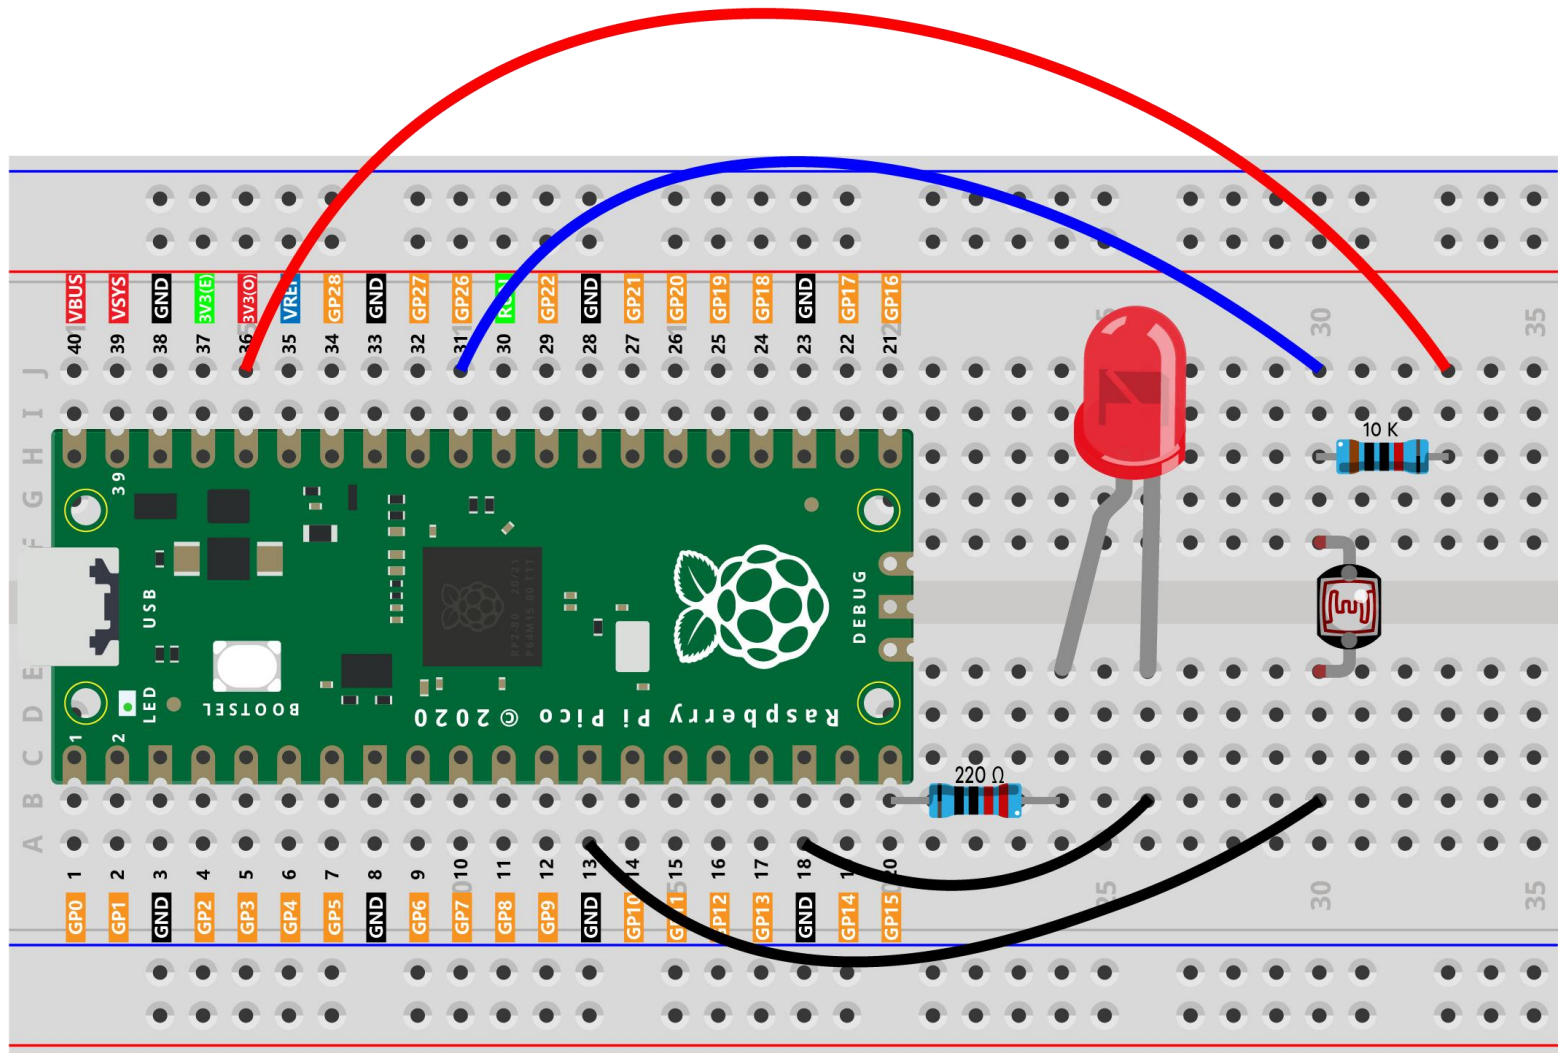 VBUS VSYS GND 3V3(E) 3V3(O) GP28 GND GP27 GP26 GP22 GND GP21 GP20 GP19 GP18 GND GP17 GP16
40 39 38 37 36 35 34 33 32 31 30 29 28 27 26 25 24 23 22 21
30 35
J
I
10 K
H
39
G
F
USB
DEBUG
E
LED
BOOTSEL
Raspberry Pi Pico © 2020
D
1 2
C
220 Ω
B
A
1 2 3 4 5 6 7 8 9 10 11 12 13 14 15 16 17 18 20
25 30 35
GP0 GP1 GND GP2 GP3 GP4 GP5 GND GP6 GP7 GP8 GP9 GND GP10 GP11 GP12 GP13 GND GP14 GP15